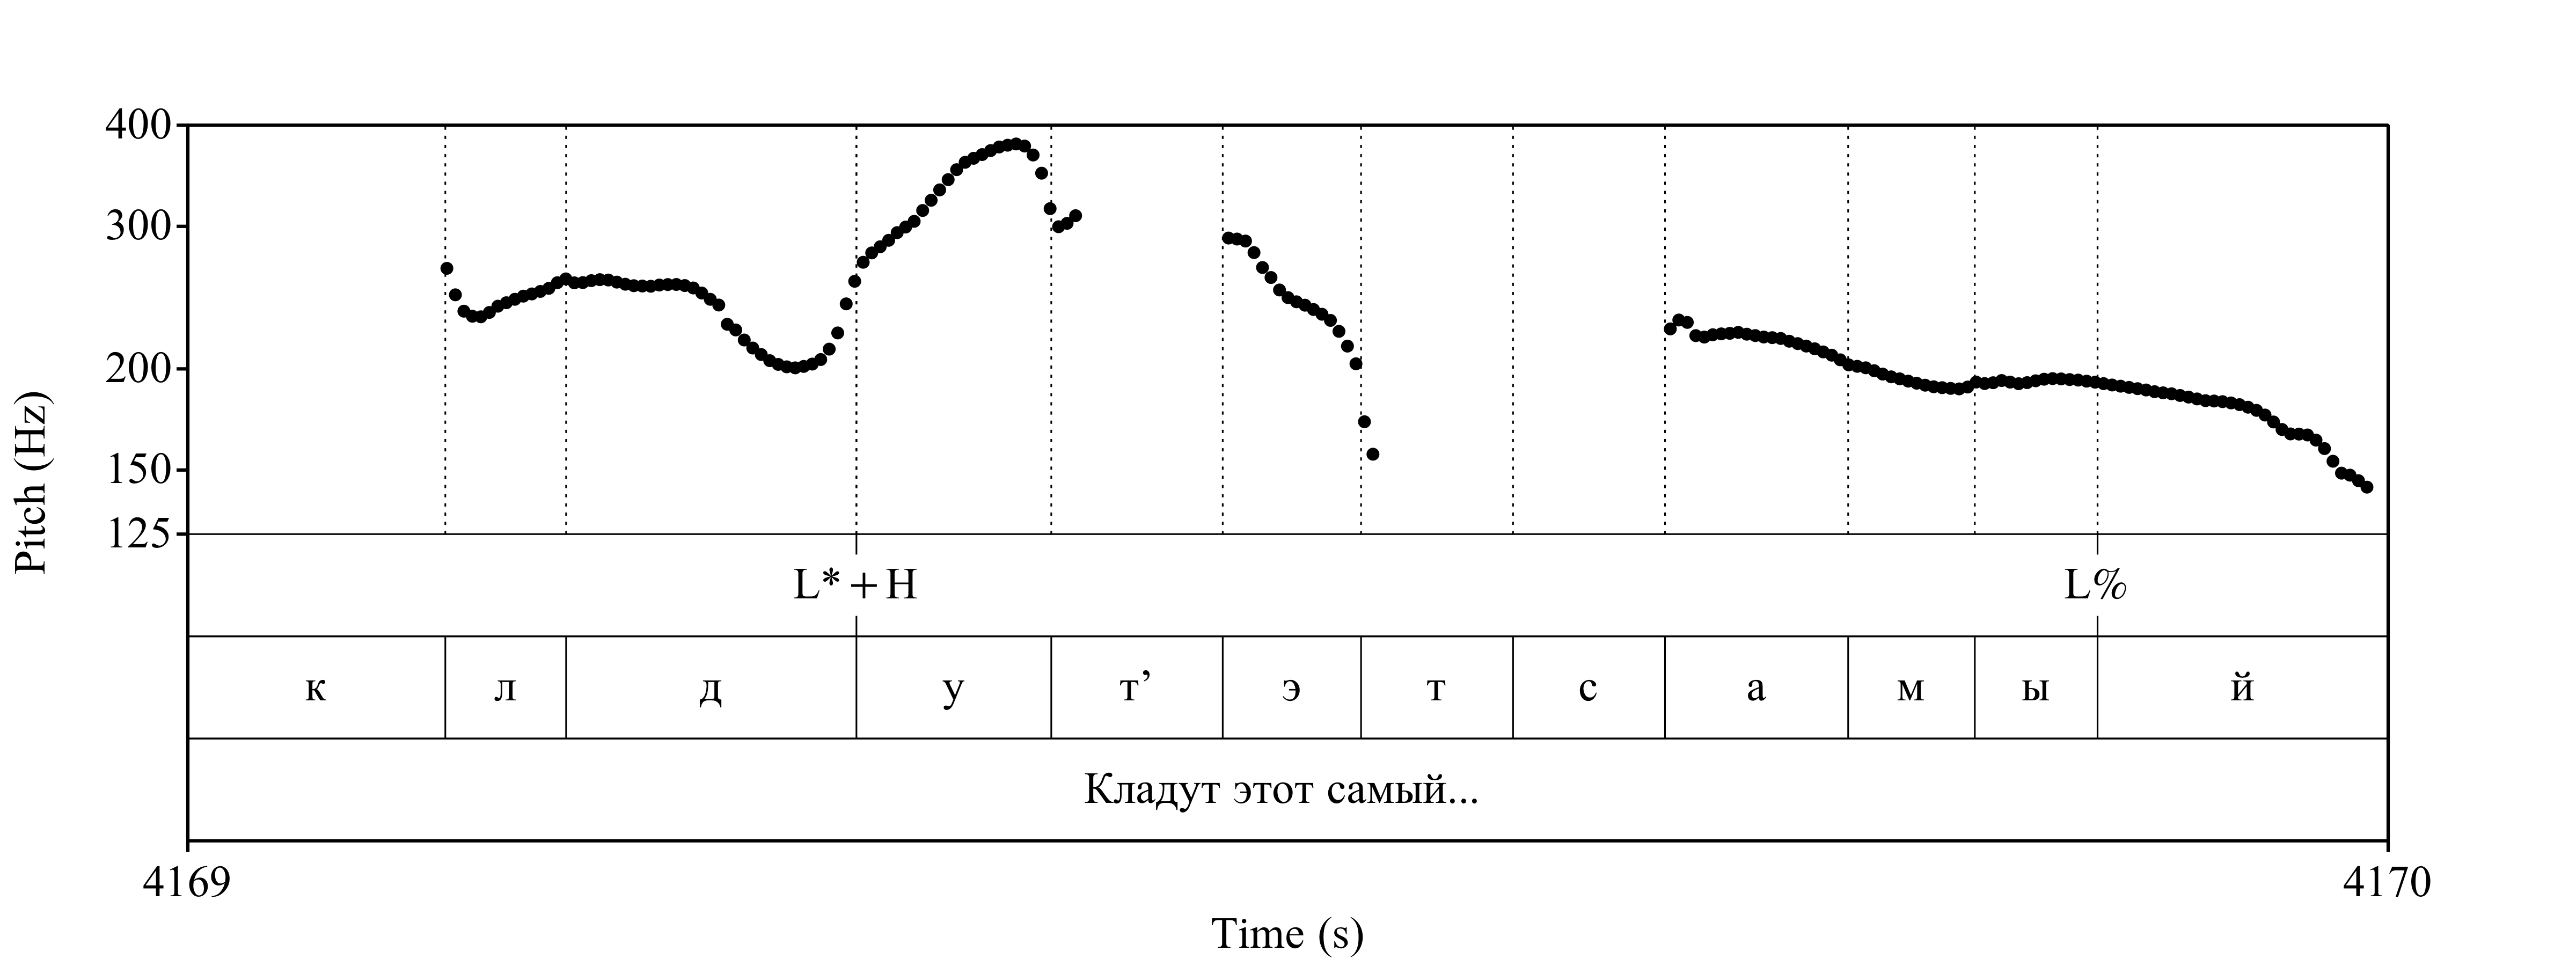 400
300
200
150
125
Pitch (Hz)
L*+H L%
к л д у т’ э т с а м ы й
Кладут этот самый...
4169 4170
Time (s)